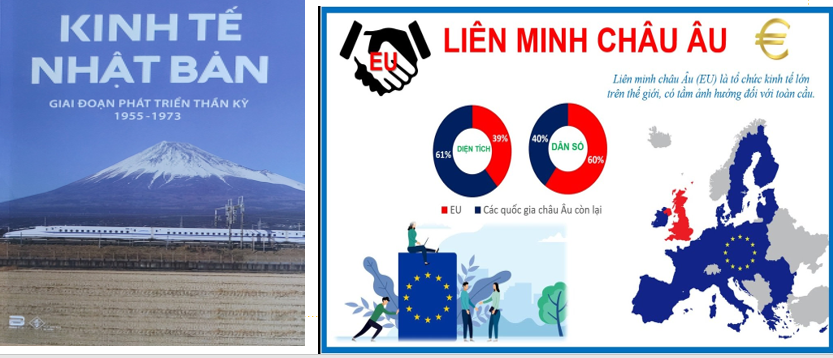 KINH TẾ
NHẬT BẢN
GIAI ĐOẠN PHÁT TRIỂN THẦN KỲ
1955-1973
EU
LIÊN MINH CHÂU ÂU
Liên minh châu Âu (EU) là tổ chức kinh tế lớn
trên thế giới, có tầm ảnh hưởng đối với toàn cầu.
61%
DIỆN TÍCH
39%
40%
DÂN SỐ
60%
EU
Các quốc gia châu Âu còn lại